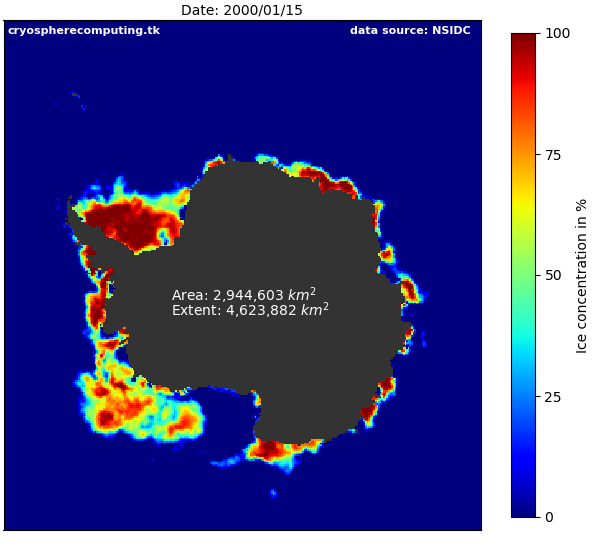 Date: 2000/01/15
cryospherecomputing.tk
data source: NSIDC
Area: 2,944,603 km²
Extent: 4,623,882 km²
100
75
50
25
0
Ice concentration in %